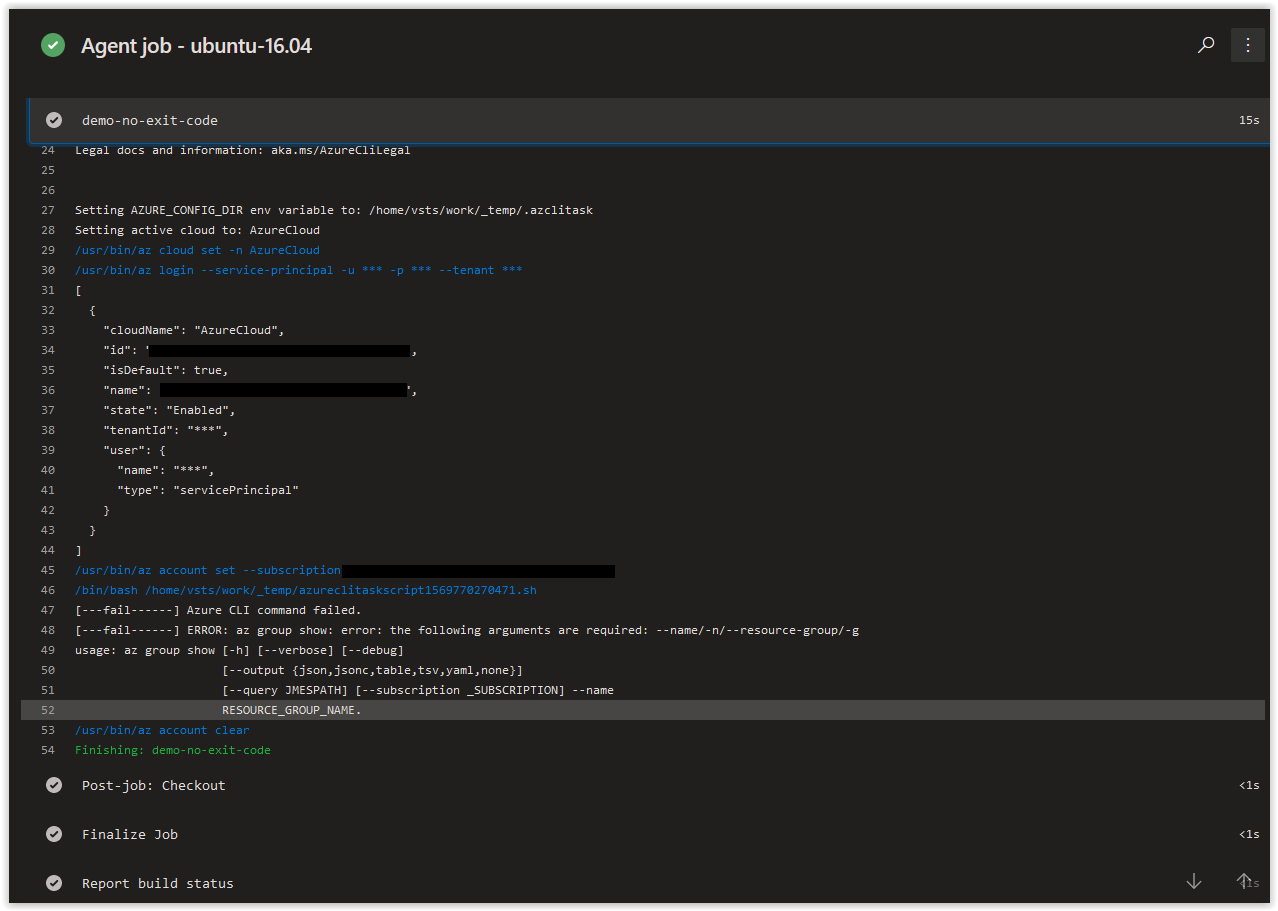 Agent job - ubuntu-16.04
demo-no-exit-code 15s
24 Legal docs and information: aka.ms/AzureCliLegal
25
26
27 Setting AZURE_CONFIG_DIR env variable to: /home/vsts/work/_temp/.azclitask
28 Setting active cloud to: AzureCloud
29 /usr/bin/az cloud set -n AzureCloud
30 /usr/bin/az login --service-principal -u *** -p *** --tenant ***
31 [
32   {
33     "cloudName": "AzureCloud",
34     "id": " ,
35     "isDefault": true,
36     "name": ",
37     "state": "Enabled",
38     "tenantId": "***",
39     "user": {
40       "name": "***",
41       "type": "servicePrincipal"
42     }
43   }
44 ]
45 /usr/bin/az account set --subscription
46 /bin/bash /home/vsts/work/_temp/azureclitaskscript1569770270471.sh
47 [---fail------] Azure CLI command failed.
48 [---fail------] ERROR: az group show: error: the following arguments are required: --name/-n/--resource-group/-g
49 usage: az group show [-h] [--verbose] [--debug]
50                      [--output {json,jsonc,table,tsv,yaml,none}]
51                      [--query JMESPATH] [--subscription _SUBSCRIPTION] --name
52                      RESOURCE_GROUP_NAME.
53 /usr/bin/az account clear
54 Finishing: demo-no-exit-code
Post-job: Checkout <1s
Finalize Job <1s
Report build status <1s